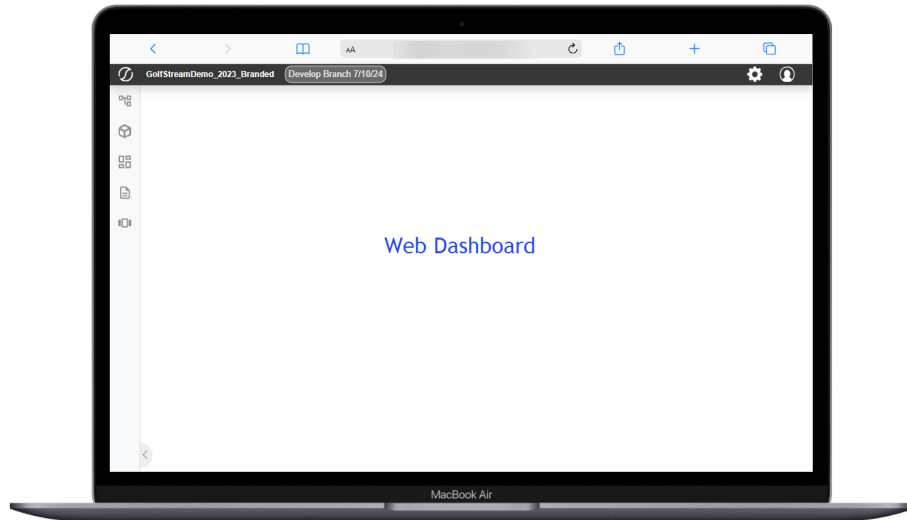 AA
GolfStreamDemo_2023_Branded Develop Branch 7/10/24
Web Dashboard
MacBook Air